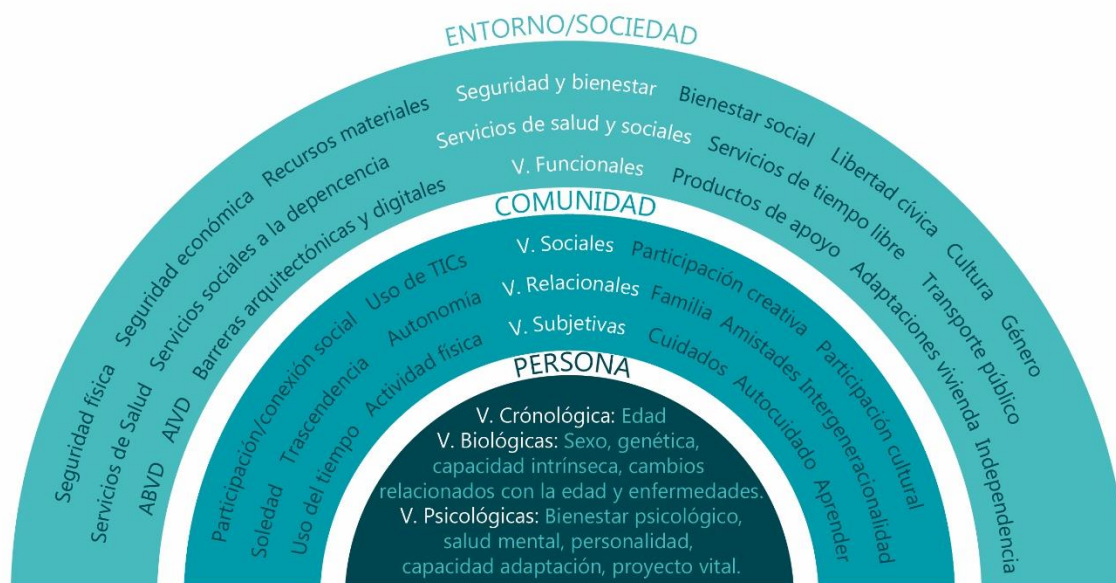 ENTORNO/SOCIEDAD
Seguridad física Seguridad económica Recursos materiales Seguridad y bienestar Bienestar social Libertad cívica Cultura Género
Servicios de Salud Servicios sociales a la depencencia Servicios de salud y sociales Servicios de tiempo libre Transporte público
ABVD AIVD Barreras arquitectónicas y digitales V. Funcionales Productos de apoyo Adaptaciones vivienda Independencia
COMUNIDAD
Participación/conexión social Uso de TICs V. Sociales Participación creativa Participación cultural
Soledad Trascendencia Autonomía V. Relacionales Familia Amistades Intergeneracionalidad
Uso del tiempo Actividad física V. Subjetivas Cuidados Autocuidado Aprender
PERSONA
V. Crónológica: Edad
V. Biológicas: Sexo, genética,
capacidad intrínseca, cambios
relacionados con la edad y enfermedades.
V. Psicológicas: Bienestar psicológico,
salud mental, personalidad,
capacidad adaptación, proyecto vital.